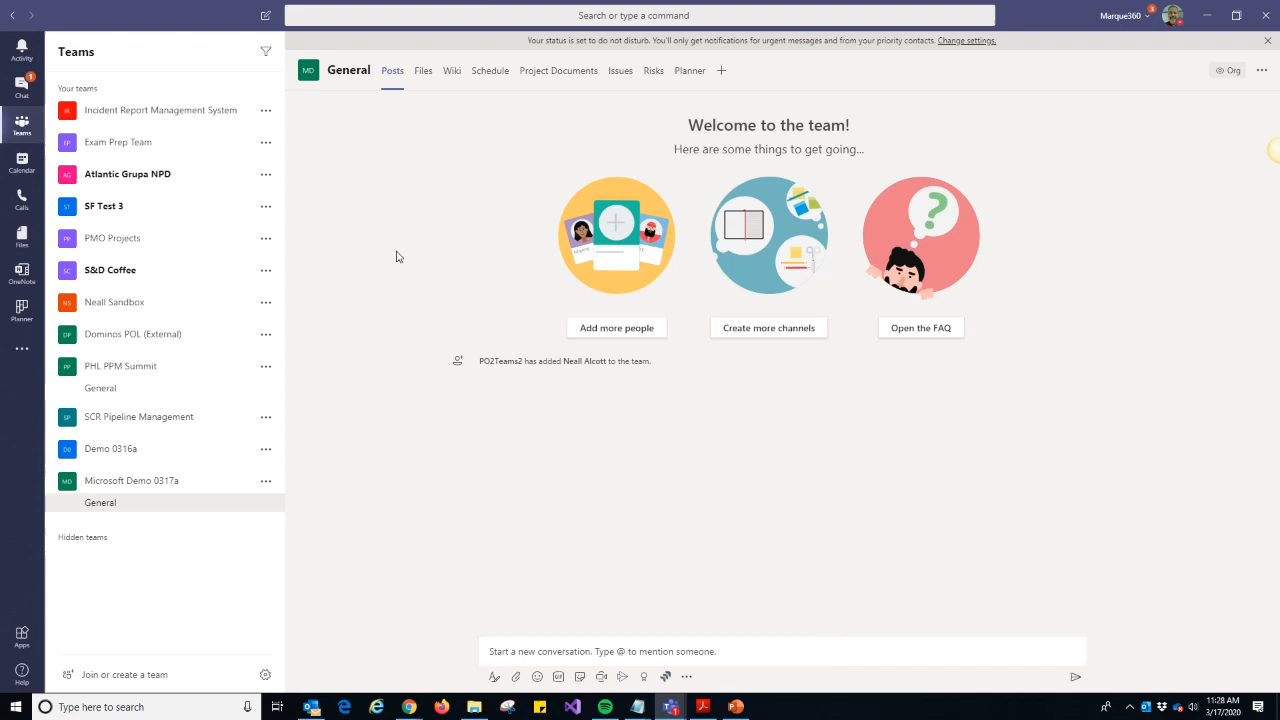 Search or type a command
Marque360
3
Your status is set to do not disturb. You'll only get notifications for urgent messages and from your priority contacts. Change settings.
Activity
1
Chat
Teams
Calendar
Calls
Files
OneNote
Planner
Apps
Help
Teams
Your teams
IR Incident Report Management System
EP Exam Prep Team
AG Atlantic Grupa NPD
ST SF Test 3
PP PMO Projects
SC S&D Coffee
NS Neall Sandbox
DP Dominos POL (External)
PP PHL PPM Summit
General
SP SCR Pipeline Management
D0 Demo 0316a
MD Microsoft Demo 0317a
General
Hidden teams
Join or create a team
MD General Posts Files Wiki Schedule Project Documents Issues Risks Planner
Org
Welcome to the team!
Here are some things to get going...
Add more people
Create more channels
Open the FAQ
PO2Teams2 has added Neall Alcott to the team.
Start a new conversation. Type @ to mention someone.
GIF
Type here to search
11:28 AM
3/17/2020